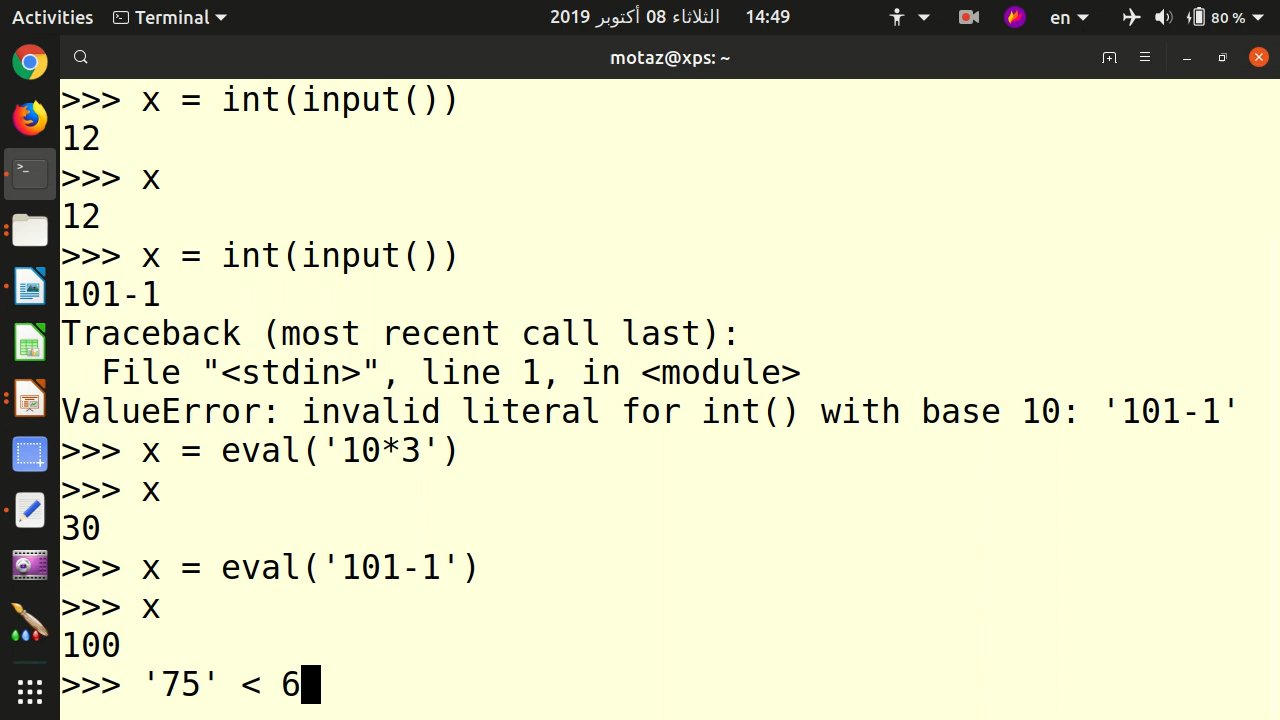 Activities Terminal الثلاثاء 08 أكتوبر 2019 14:49 en 80 %
motaz@xps: ~
>>> x = int(input())
12
>>> x
12
>>> x = int(input())
101-1
Traceback (most recent call last):
  File "<stdin>", line 1, in <module>
ValueError: invalid literal for int() with base 10: '101-1'
>>> x = eval('10*3')
>>> x
30
>>> x = eval('101-1')
>>> x
100
>>> '75' < 6